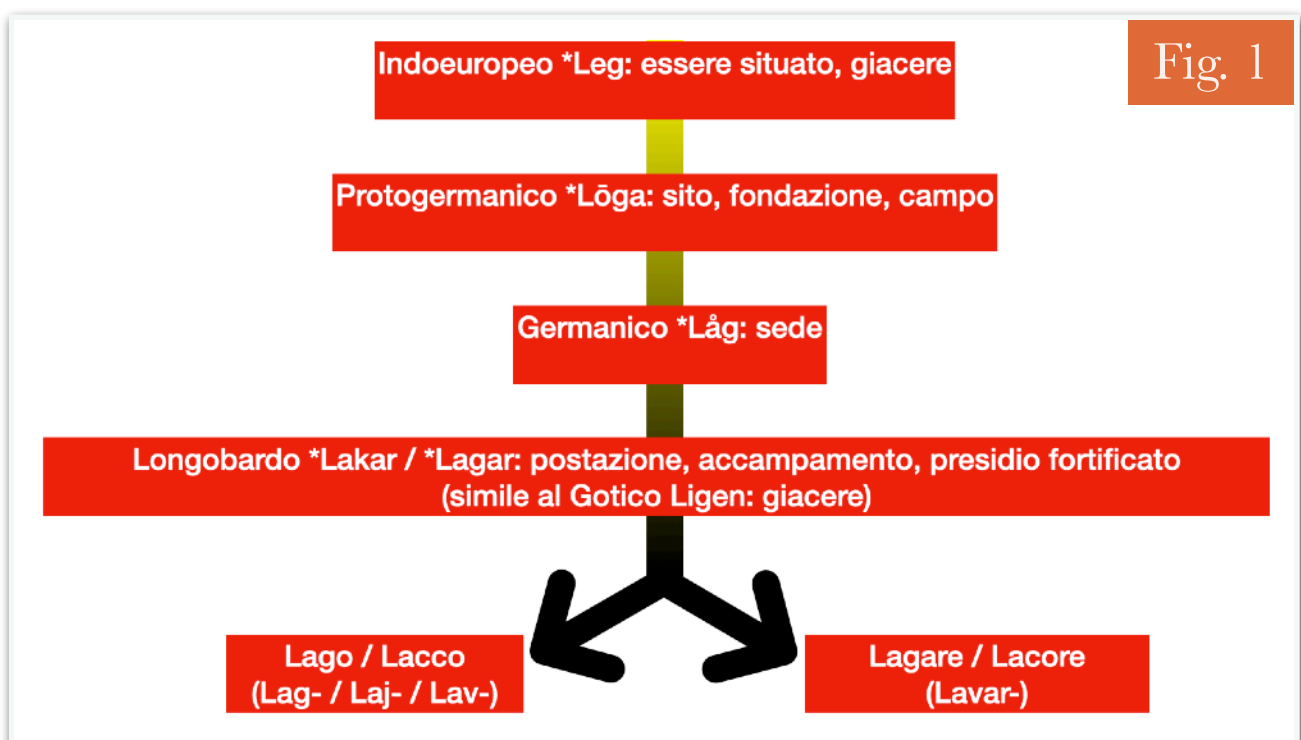 Fig. 1
Indoeuropeo *Leg: essere situato, giacere
Protogermanico *Lōga: sito, fondazione, campo
Germanico *Låg: sede
Longobardo *Lakar / *Lagar: postazione, accampamento, presidio fortificato
(simile al Gotico Ligen: giacere)
Lago / Lacco
(Lag- / Laj- / Lav-)
Lagare / Lacore
(Lavar-)